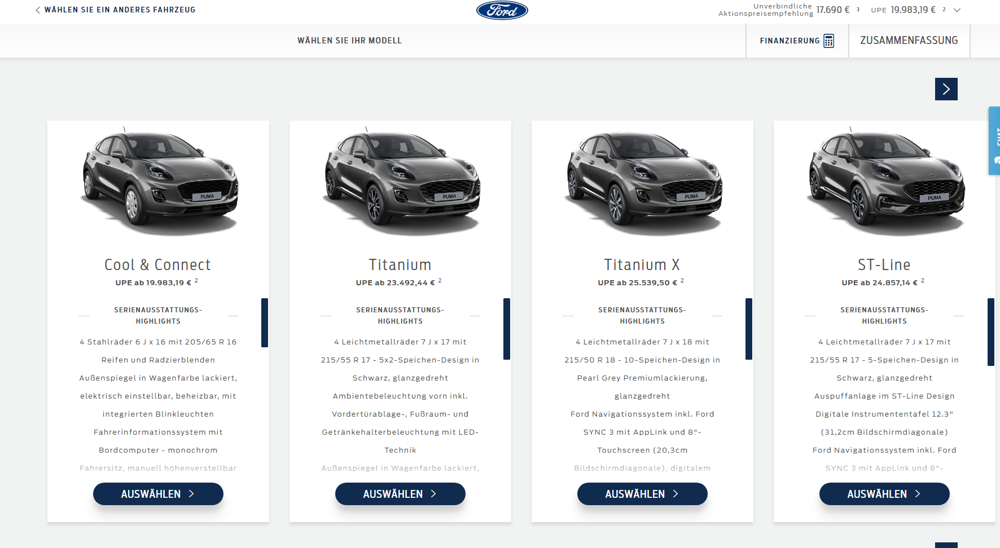 WÄHLEN SIE EIN ANDERES FAHRZEUG
Ford
Unverbindliche
Aktionspreisempfehlung 17.690 € 3 UPE 19.983,19 € 2
WÄHLEN SIE IHR MODELL
FINANZIERUNG
ZUSAMMENFASSUNG
CHAT
PUMA
Cool & Connect
UPE ab 19.983,19 € 2
SERIENAUSSTATTUNGS-
HIGHLIGHTS
4 Stahlräder 6 J x 16 mit 205/65 R 16
Reifen und Radzierblenden
Außenspiegel in Wagenfarbe lackiert,
elektrisch einstellbar, beheizbar, mit
integrierten Blinkleuchten
Fahrerinformationssystem mit
Bordcomputer - monochrom
Fahrersitz, manuell höhenverstellbar
AUSWÄHLEN
PUMA
Titanium
UPE ab 23.492,44 € 2
SERIENAUSSTATTUNGS-
HIGHLIGHTS
4 Leichtmetallräder 7 J x 17 mit
215/55 R 17 - 5x2-Speichen-Design in
Schwarz, glanzgedreht
Ambientebeleuchtung vorn inkl.
Vordertürablage-, Fußraum- und
Getränkehalterbeleuchtung mit LED-
Technik
Außenspiegel in Wagenfarbe lackiert,
AUSWÄHLEN
PUMA
Titanium X
UPE ab 25.539,50 € 2
SERIENAUSSTATTUNGS-
HIGHLIGHTS
4 Leichtmetallräder 7 J x 18 mit
215/50 R 18 - 10-Speichen-Design in
Pearl Grey Premiumlackierung,
glanzgedreht
Ford Navigationssystem inkl. Ford
SYNC 3 mit AppLink und 8"-
Touchscreen (20,3cm
Bildschirmdiagonale), digitalem
AUSWÄHLEN
PUMA
ST-Line
UPE ab 24.857,14 € 2
SERIENAUSSTATTUNGS-
HIGHLIGHTS
4 Leichtmetallräder 7 J x 17 mit
215/55 R 17 - 5-Speichen-Design in
Schwarz, glanzgedreht
Auspuffanlage im ST-Line Design
Digitale Instrumententafel 12.3"
(31,2cm Bildschirmdiagonale)
Ford Navigationssystem inkl. Ford
SYNC 3 mit AppLink und 8"-
AUSWÄHLEN